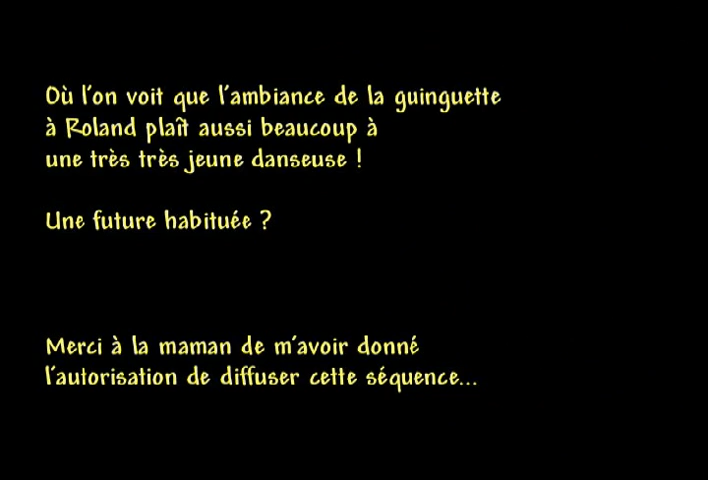 Où l'on voit que l'ambiance de la guinguette
à Roland plaît aussi beaucoup à
une très très jeune danseuse !
Une future habituée ?
Merci à la maman de m'avoir donné
l'autorisation de diffuser cette séquence...